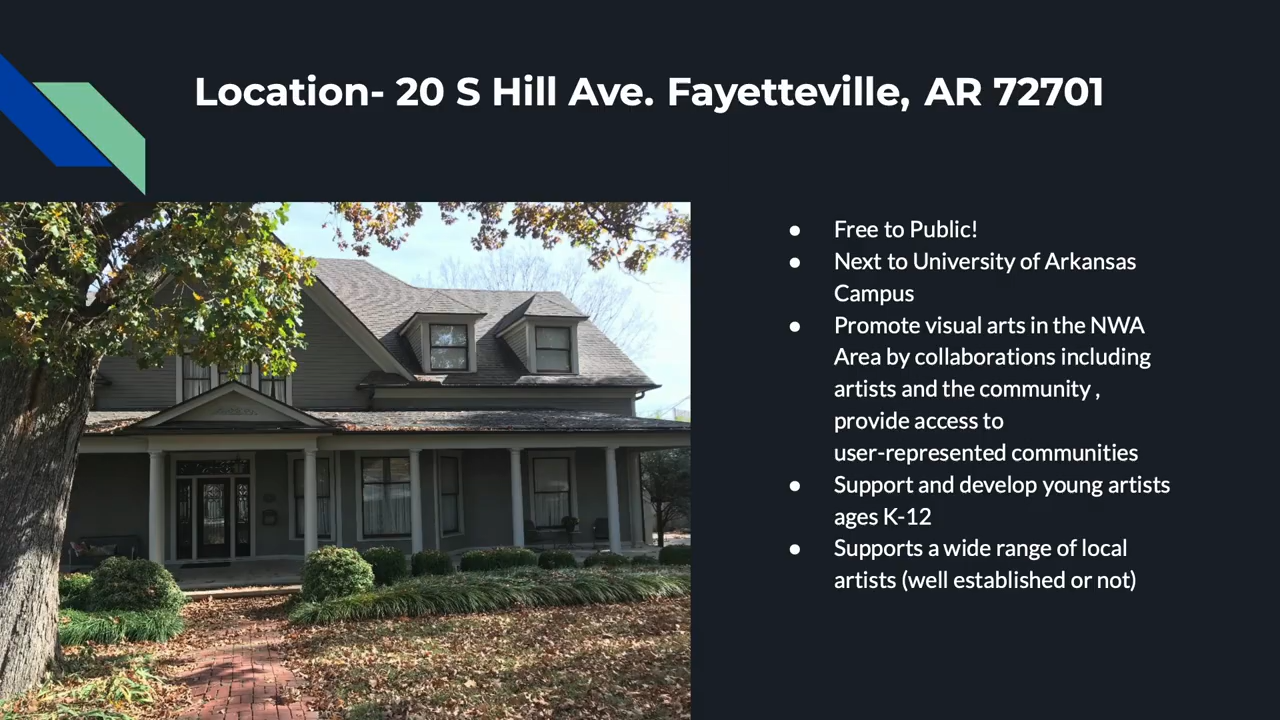 Location- 20 S Hill Ave. Fayetteville, AR 72701
● Free to Public!
● Next to University of Arkansas
Campus
● Promote visual arts in the NWA
Area by collaborations including
artists and the community ,
provide access to
user-represented communities
● Support and develop young artists
ages K-12
● Supports a wide range of local
artists (well established or not)